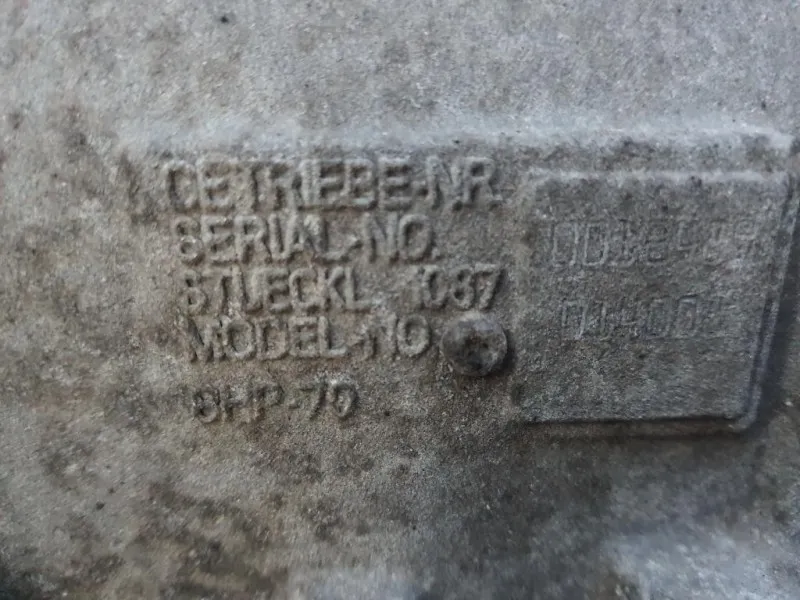 GETRIEBE-NR.
SERIAL-NO.
STUECKL. 1087
MODEL-NO.
8HP-70